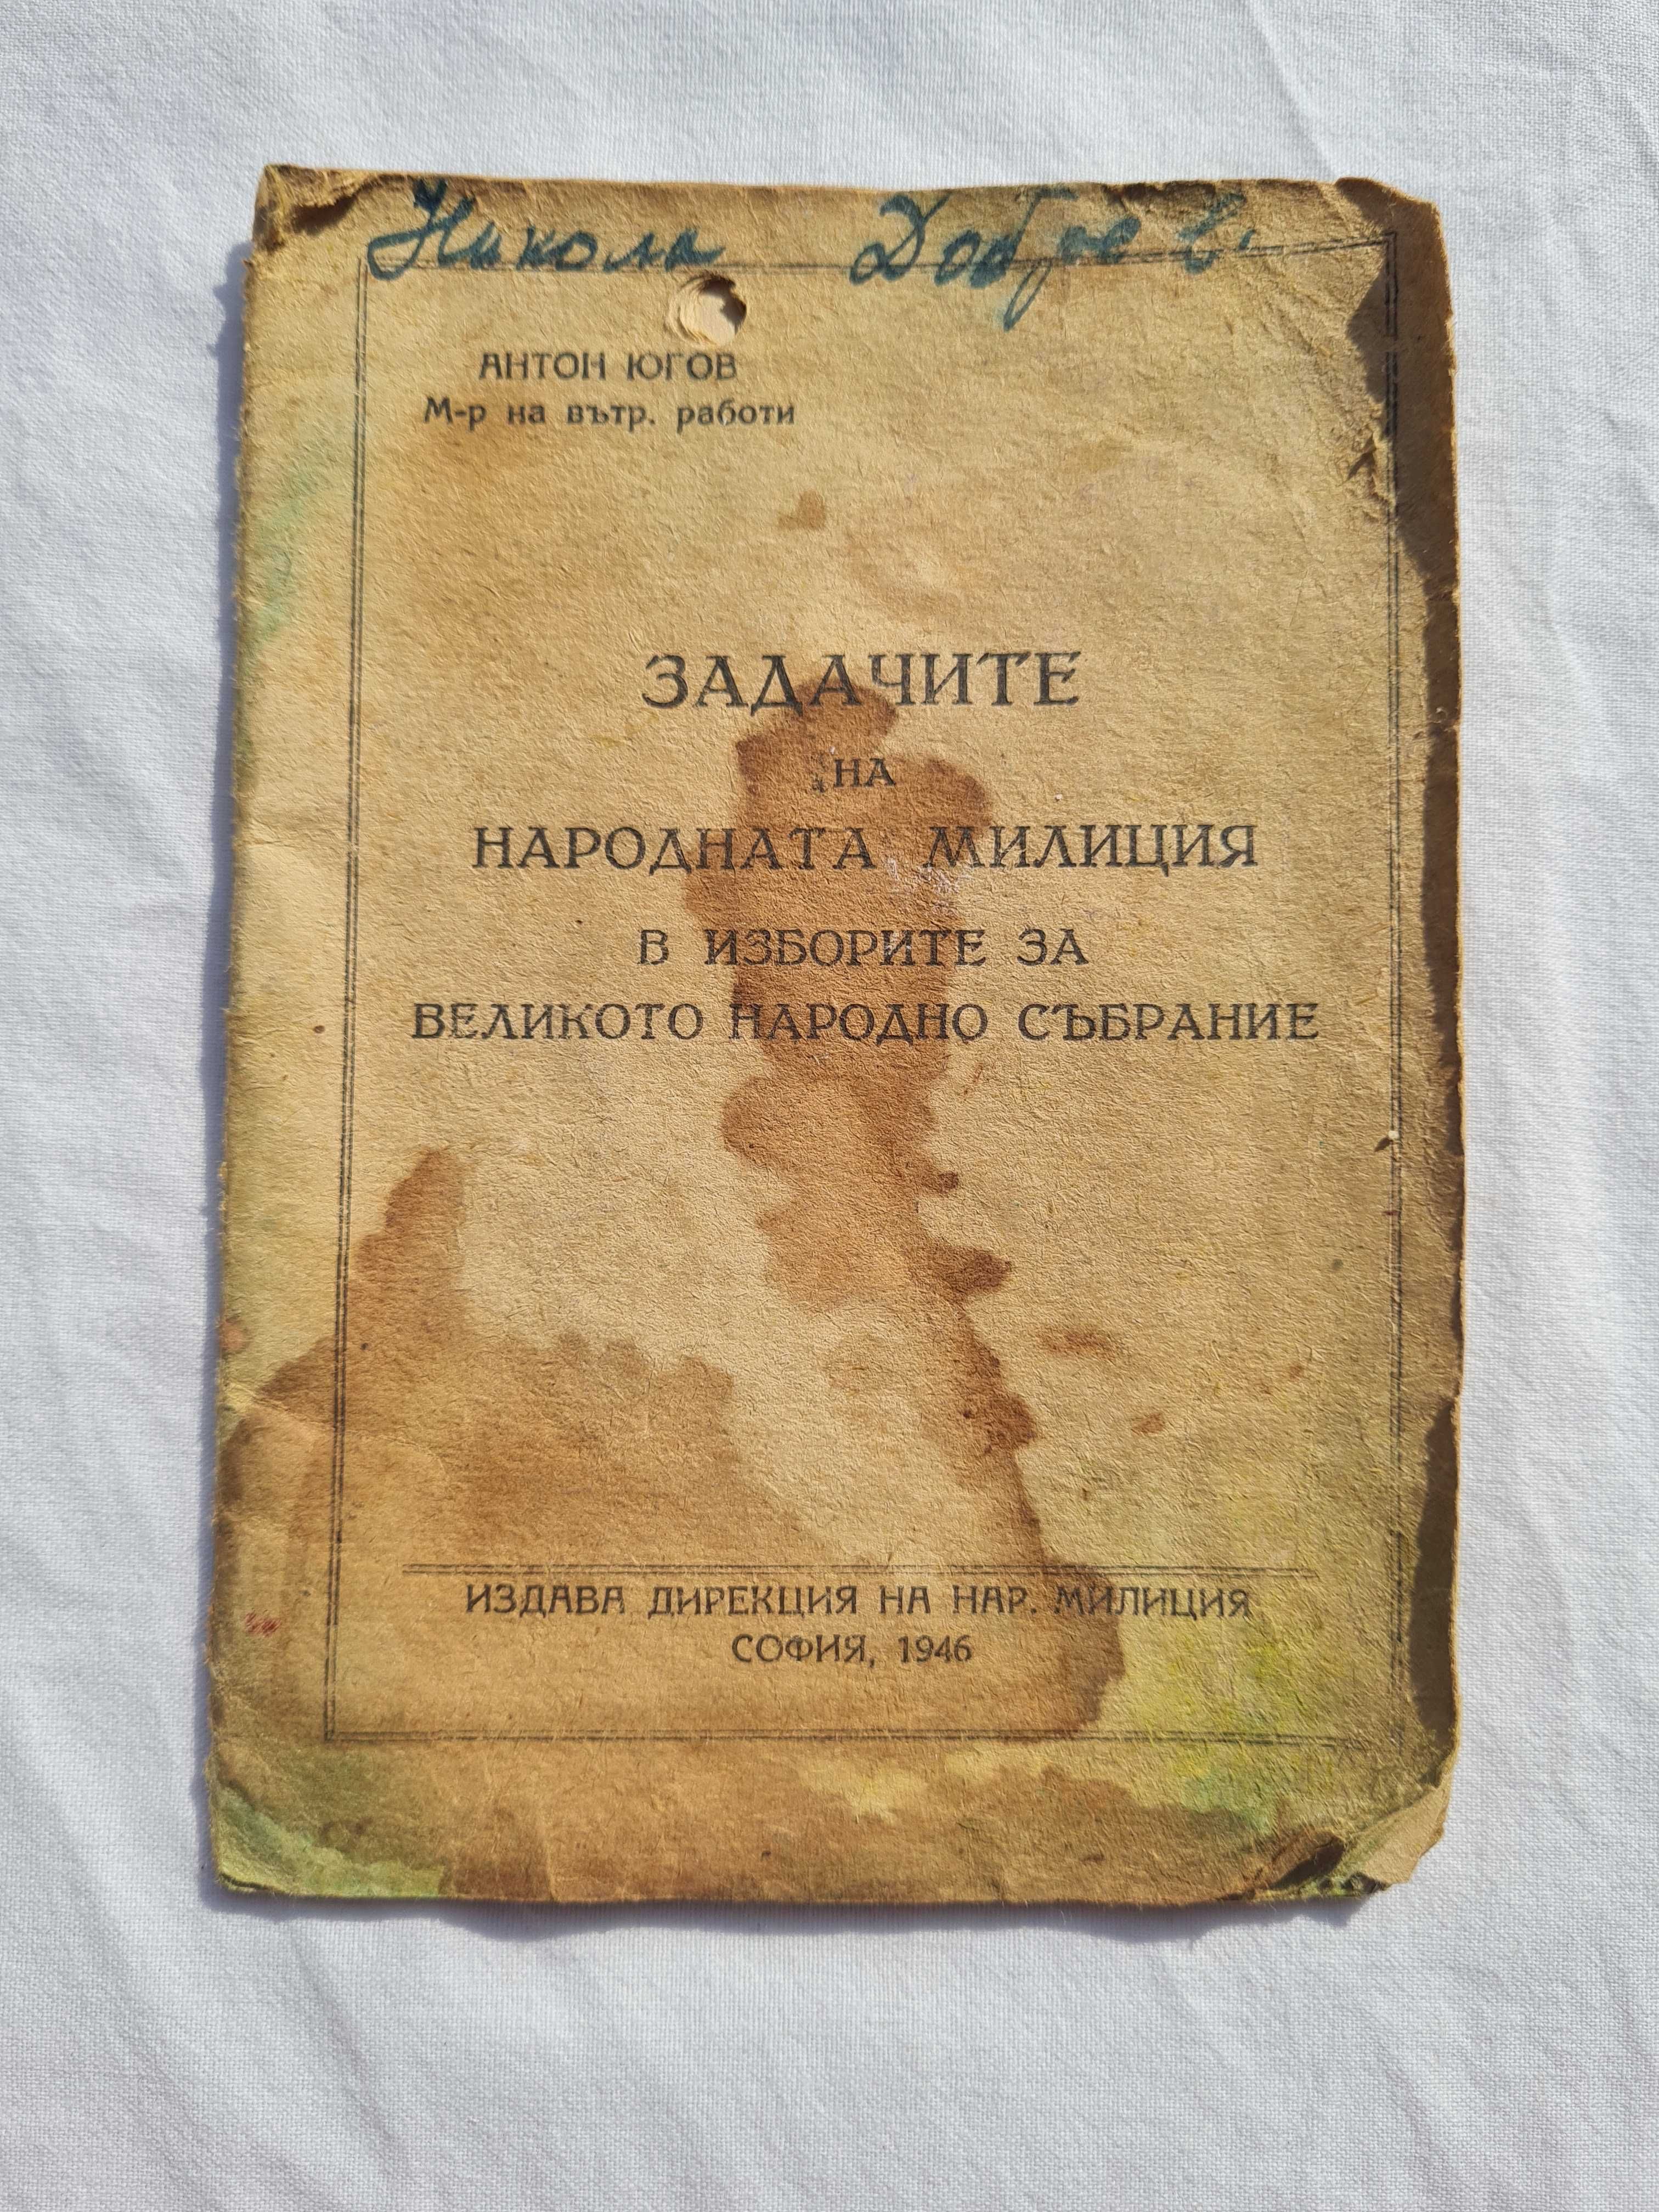 Никола Добрев.
АНТОН ЮГОВ
М-р на вътр. работи
ЗАДАЧИТЕ
НА
НАРОДНАТА МИЛИЦИЯ
В ИЗБОРИТЕ ЗА
ВЕЛИКОТО НАРОДНО СЪБРАНИЕ
ИЗДАВА ДИРЕКЦИЯ НА НАР. МИЛИЦИЯ
СОФИЯ, 1946